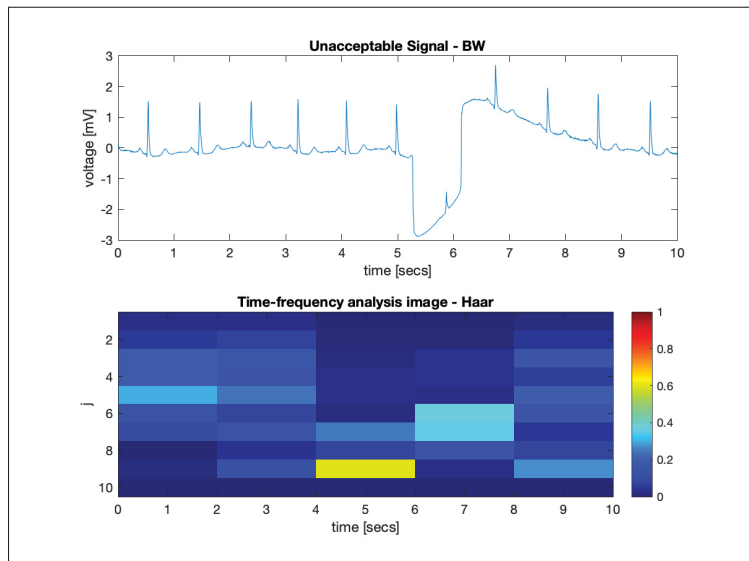 Unacceptable Signal - BW
3
2
1
0
-1
-2
-3
voltage [mV]
0 1 2 3 4 5 6 7 8 9 10
time [secs]
Time-frequency analysis image - Haar
2
4
6
8
10
j
0 1 2 3 4 5 6 7 8 9 10
time [secs]
1
0.8
0.6
0.4
0.2
0